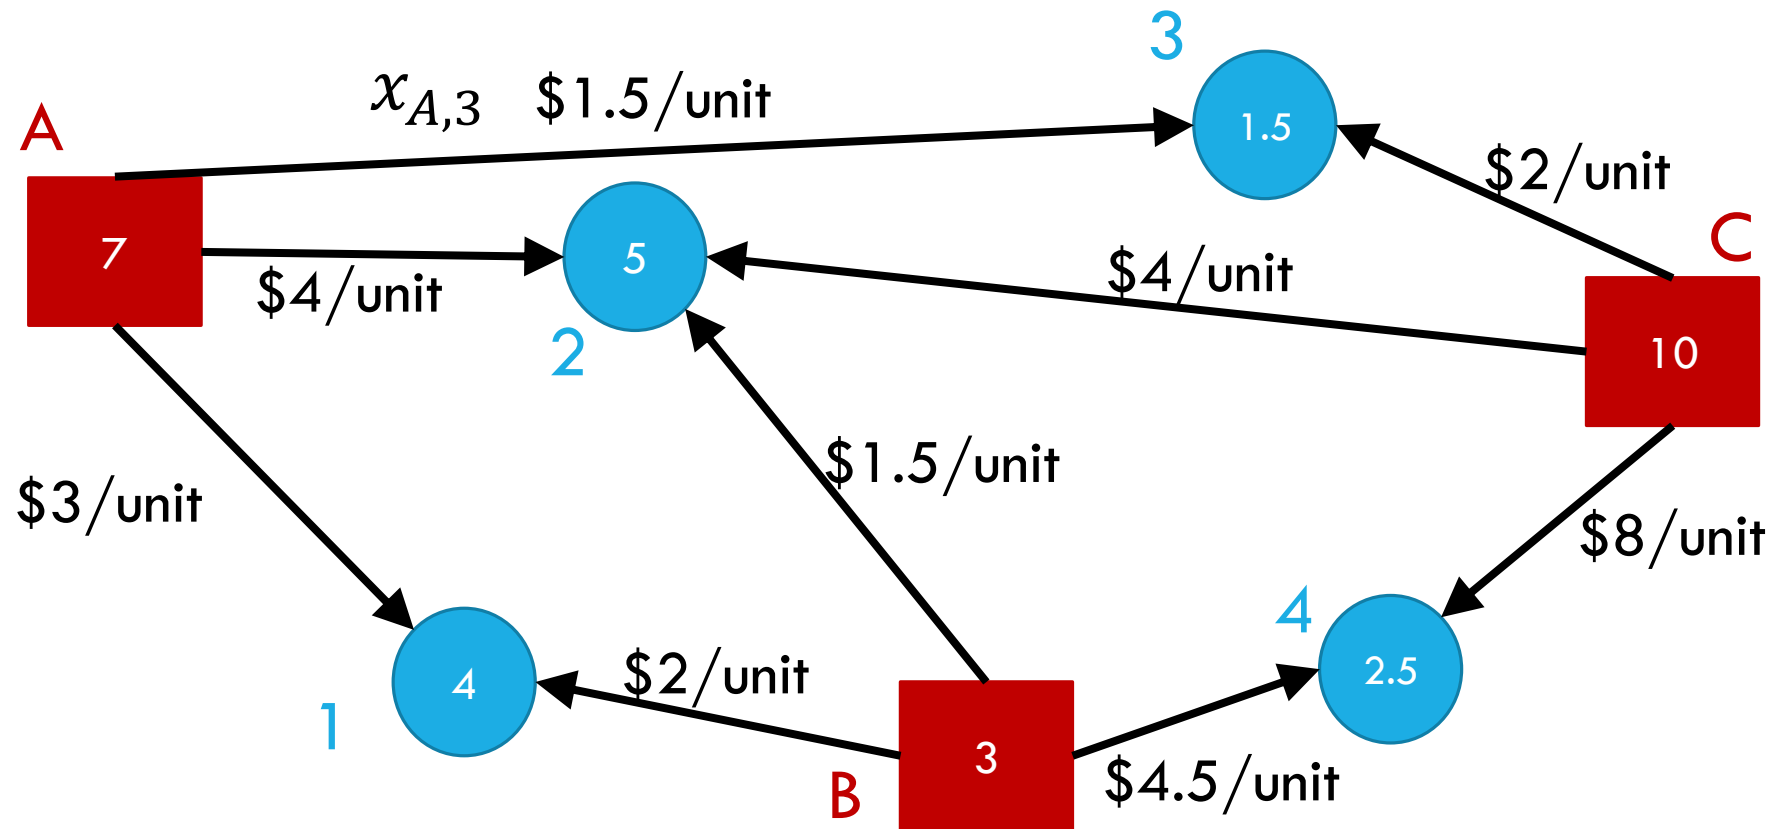 3
x_{A,3} $1.5/unit
A
1.5
$2/unit
C
7
5
$4/unit
$4/unit
2
10
$1.5/unit
$3/unit
$8/unit
4
2.5
4
$2/unit
1
3
$4.5/unit
B